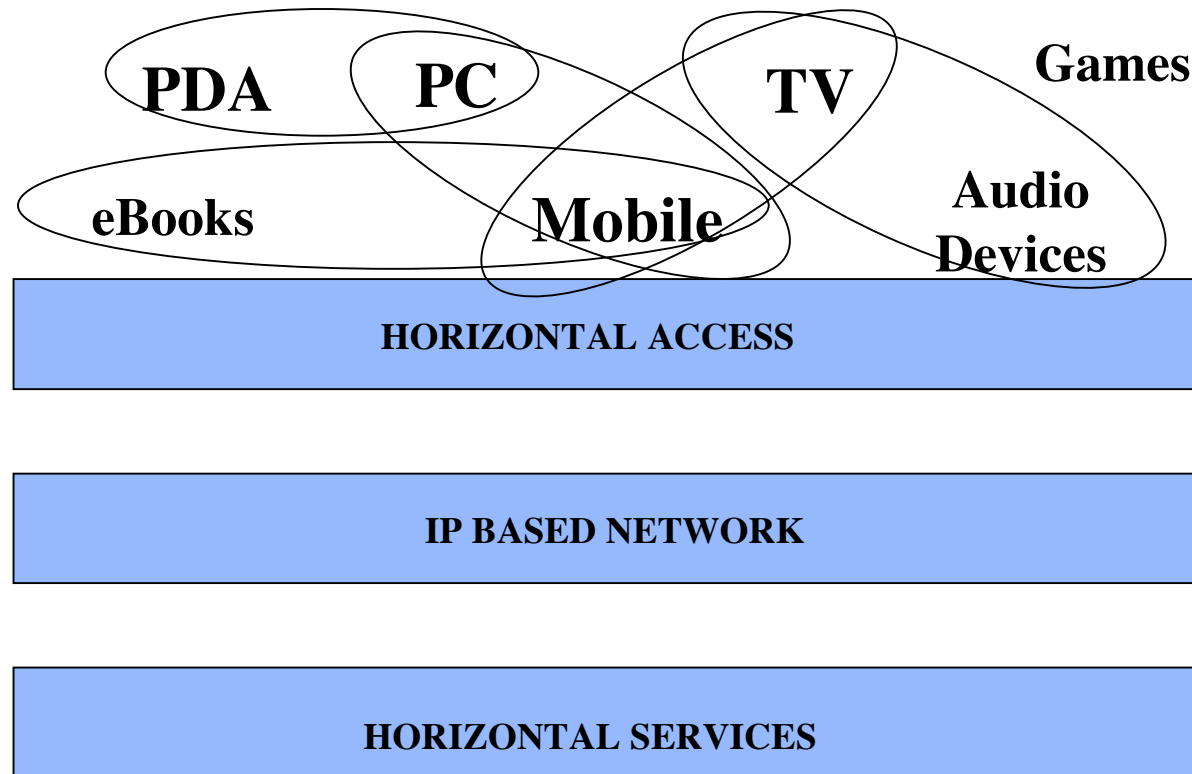 PDA
PC
TV
Games
eBooks
Mobile
Audio
Devices
HORIZONTAL ACCESS
IP BASED NETWORK
HORIZONTAL SERVICES